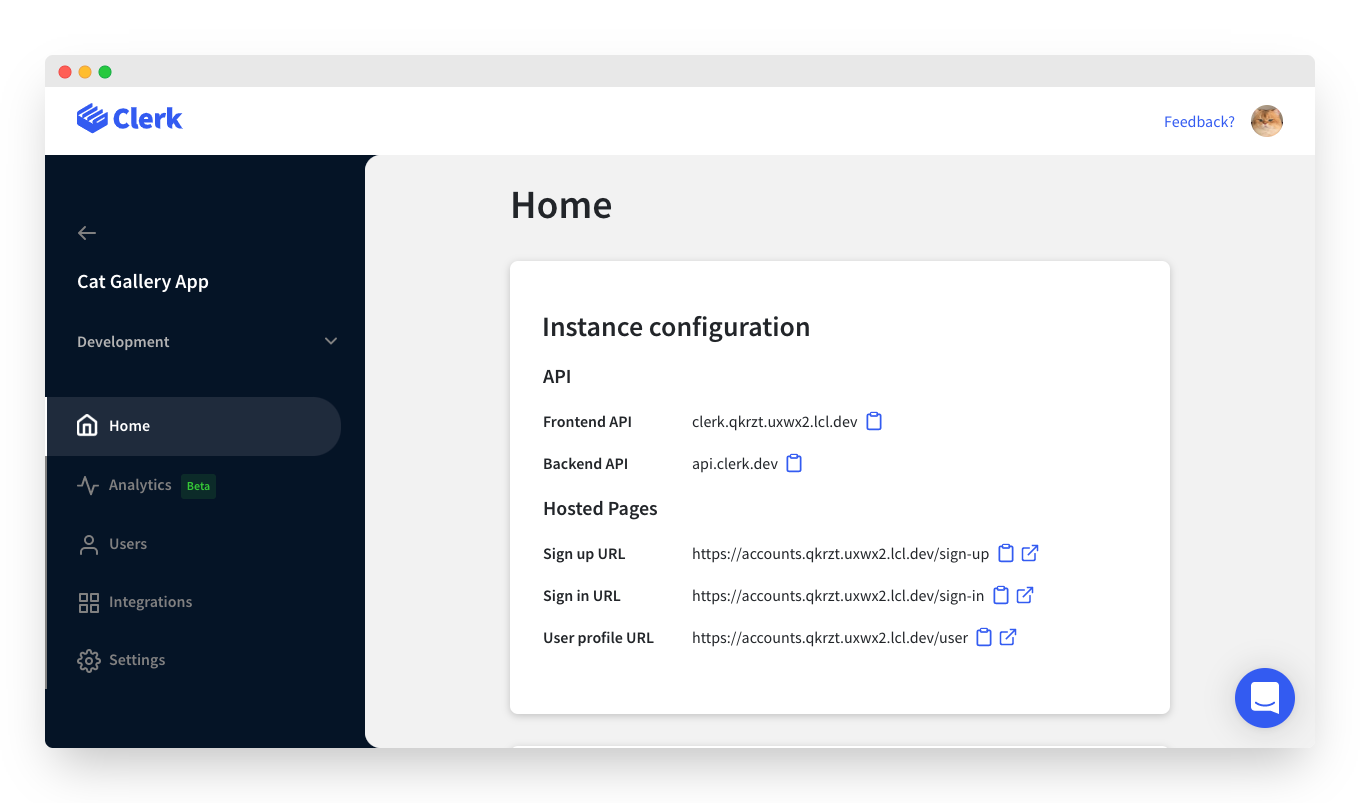 Clerk
Feedback?
Cat Gallery App
Development
Home
Analytics Beta
Users
Integrations
Settings
Home
Instance configuration
API
Frontend API clerk.qkrzt.uxwx2.lcl.dev
Backend API api.clerk.dev
Hosted Pages
Sign up URL https://accounts.qkrzt.uxwx2.lcl.dev/sign-up
Sign in URL https://accounts.qkrzt.uxwx2.lcl.dev/sign-in
User profile URL https://accounts.qkrzt.uxwx2.lcl.dev/user